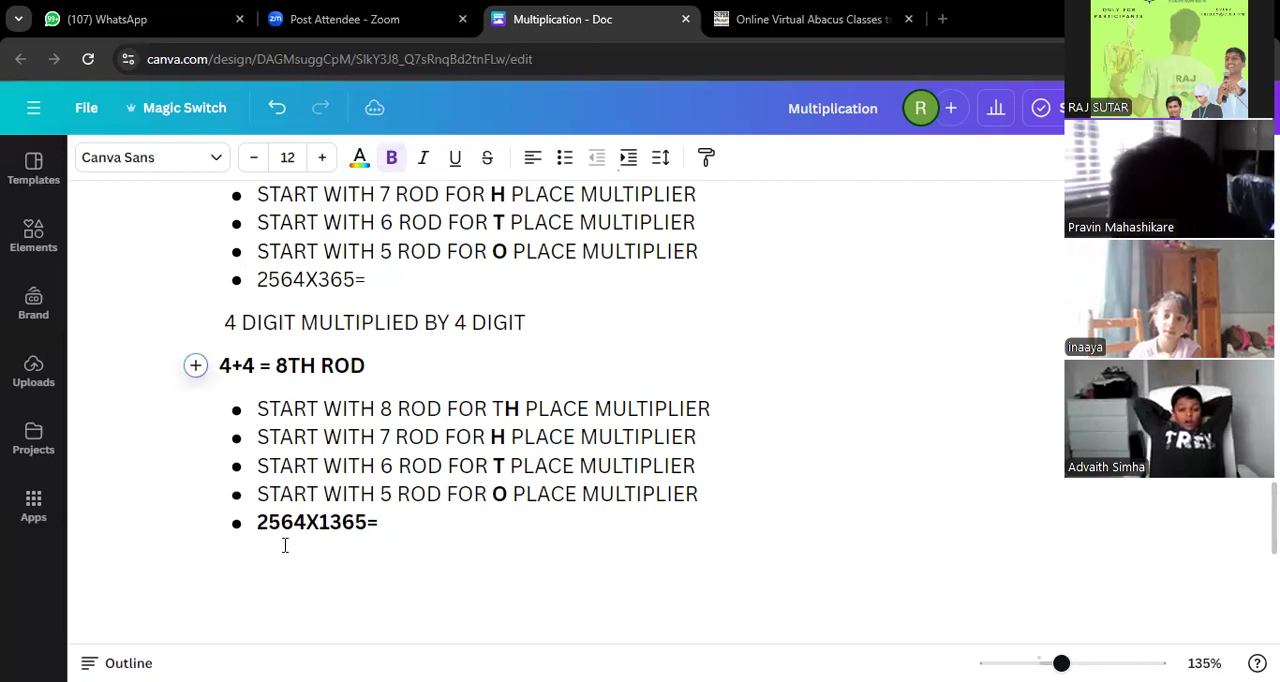 (107) WhatsApp
Post Attendee - Zoom
Multiplication - Doc
Online Virtual Abacus Classes
canva.com/design/DAGMsuggCpM/SlkY3J8_Q7sRnqBd2tnFLw/edit
File
Magic Switch
Multiplication
R
Canva Sans
12
Templates
Elements
Brand
Uploads
Projects
Apps
START WITH 7 ROD FOR H PLACE MULTIPLIER
START WITH 6 ROD FOR T PLACE MULTIPLIER
START WITH 5 ROD FOR O PLACE MULTIPLIER
2564X365=
4 DIGIT MULTIPLIED BY 4 DIGIT
4+4 = 8TH ROD
START WITH 8 ROD FOR TH PLACE MULTIPLIER
START WITH 7 ROD FOR H PLACE MULTIPLIER
START WITH 6 ROD FOR T PLACE MULTIPLIER
START WITH 5 ROD FOR O PLACE MULTIPLIER
2564X1365=
Outline
135%
ONLY FOR
PARTICIPANTS
RAJ
RAJ SUTAR
Pravin Mahashikare
inaaya
Advaith Simha